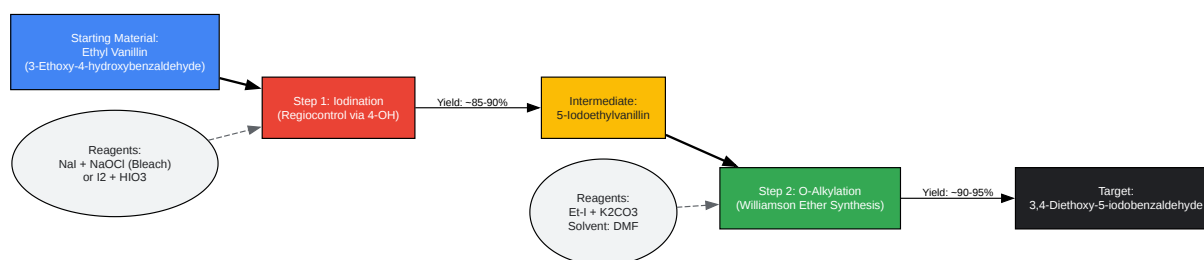 Starting Material:
Ethyl Vanillin
(3-Ethoxy-4-hydroxybenzaldehyde)
Reagents:
NaI + NaOCl (Bleach)
or I2 + HIO3
Step 1: Iodination
(Regiocontrol via 4-OH)
Yield: ~85-90%
Intermediate:
5-Iodoethylvanillin
Reagents:
Et-I + K2CO3
Solvent: DMF
Step 2: O-Alkylation
(Williamson Ether Synthesis)
Yield: ~90-95%
Target:
3,4-Diethoxy-5-iodobenzaldehyde